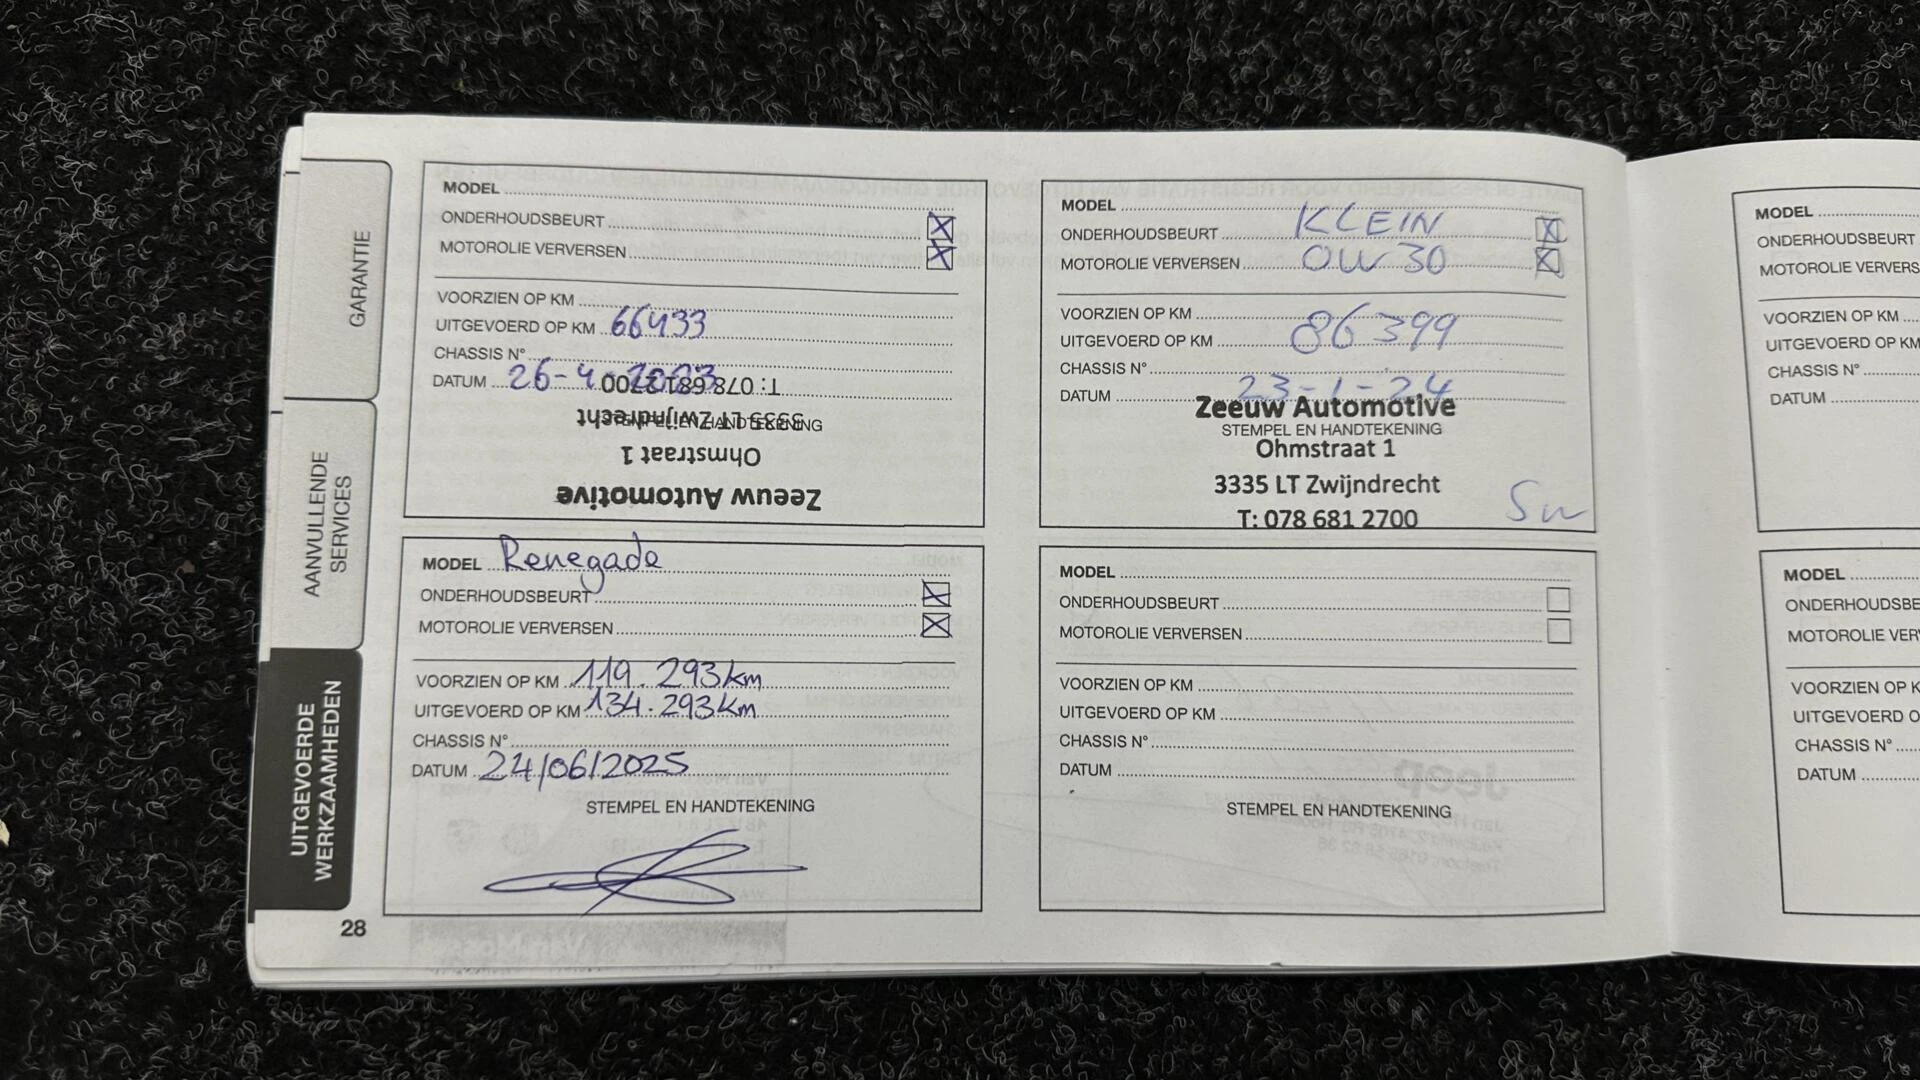 GARANTIE
AANVULLENDE
SERVICES
UITGEVOERDE
WERKZAAMHEDEN
MODEL
ONDERHOUDSBEURT
MOTOROLIE VERVERSEN
VOORZIEN OP KM
UITGEVOERD OP KM 66433
CHASSIS N°
DATUM 26-4-2023
STEMPEL EN HANDTEKENING
Zeeuw Automotive
Ohmstraat 1
3335 LT Zwijndrecht
T: 078 681 2700
MODEL
ONDERHOUDSBEURT KLEIN
MOTOROLIE VERVERSEN OW 30
VOORZIEN OP KM
UITGEVOERD OP KM 86399
CHASSIS N°
DATUM 23-1-24
Zeeuw Automotive
STEMPEL EN HANDTEKENING
Ohmstraat 1
3335 LT Zwijndrecht
T: 078 681 2700
MODEL Renegade
ONDERHOUDSBEURT
MOTOROLIE VERVERSEN
VOORZIEN OP KM 119.293km
UITGEVOERD OP KM 134.293km
CHASSIS N°
DATUM 24/06/2025
STEMPEL EN HANDTEKENING
MODEL
ONDERHOUDSBEURT
MOTOROLIE VERVERSEN
VOORZIEN OP KM
UITGEVOERD OP KM
CHASSIS N°
DATUM
STEMPEL EN HANDTEKENING
28
MODEL
ONDERHOUDSBEURT
MOTOROLIE VERVERS
VOORZIEN OP KM
UITGEVOERD OP KM
CHASSIS N°
DATUM
MODEL
ONDERHOUDSBE
MOTOROLIE VER
VOORZIEN OP K
UITGEVOERD O
CHASSIS N°
DATUM